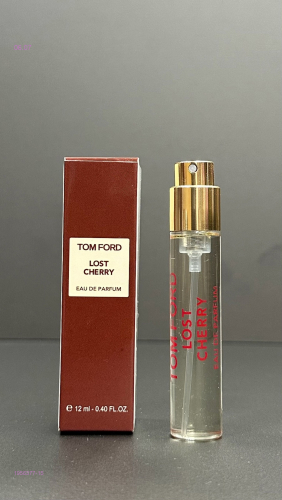 TOM FORD
LOST
CHERRY
EAU DE PARFUM
e 12 ml - 0.40 FL.OZ.
TOM FORD
LOST
CHERRY